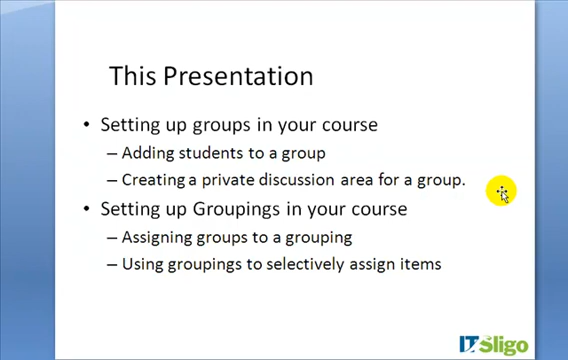 This Presentation
• Setting up groups in your course
– Adding students to a group
– Creating a private discussion area for a group.
• Setting up Groupings in your course
– Assigning groups to a grouping
– Using groupings to selectively assign items
IT Sligo